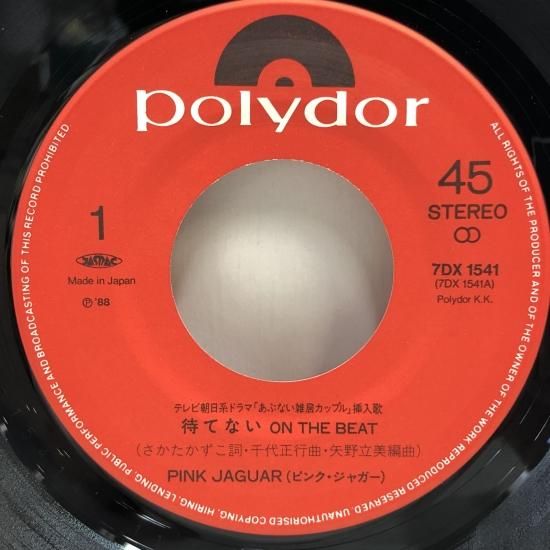 polydor
1
JASRAC
Made in Japan
Ⓟ'88
45
STEREO
7DX 1541
(7DX 1541A)
Polydor K.K.
テレビ朝日系ドラマ「あぶない雑居カップル」挿入歌
待てない ON THE BEAT
(さかたかずこ詞・千代正行曲・矢野立美編曲)
PINK JAGUAR (ピンク・ジャガー)
ALL RIGHTS OF THE PRODUCER AND OF THE OWNER OF THE WORK REPRODUCED RESERVED. UNAUTHORISED COPYING, HIRING, LENDING, PUBLIC PERFORMANCE AND BROADCASTING OF THIS RECORD PROHIBITED.